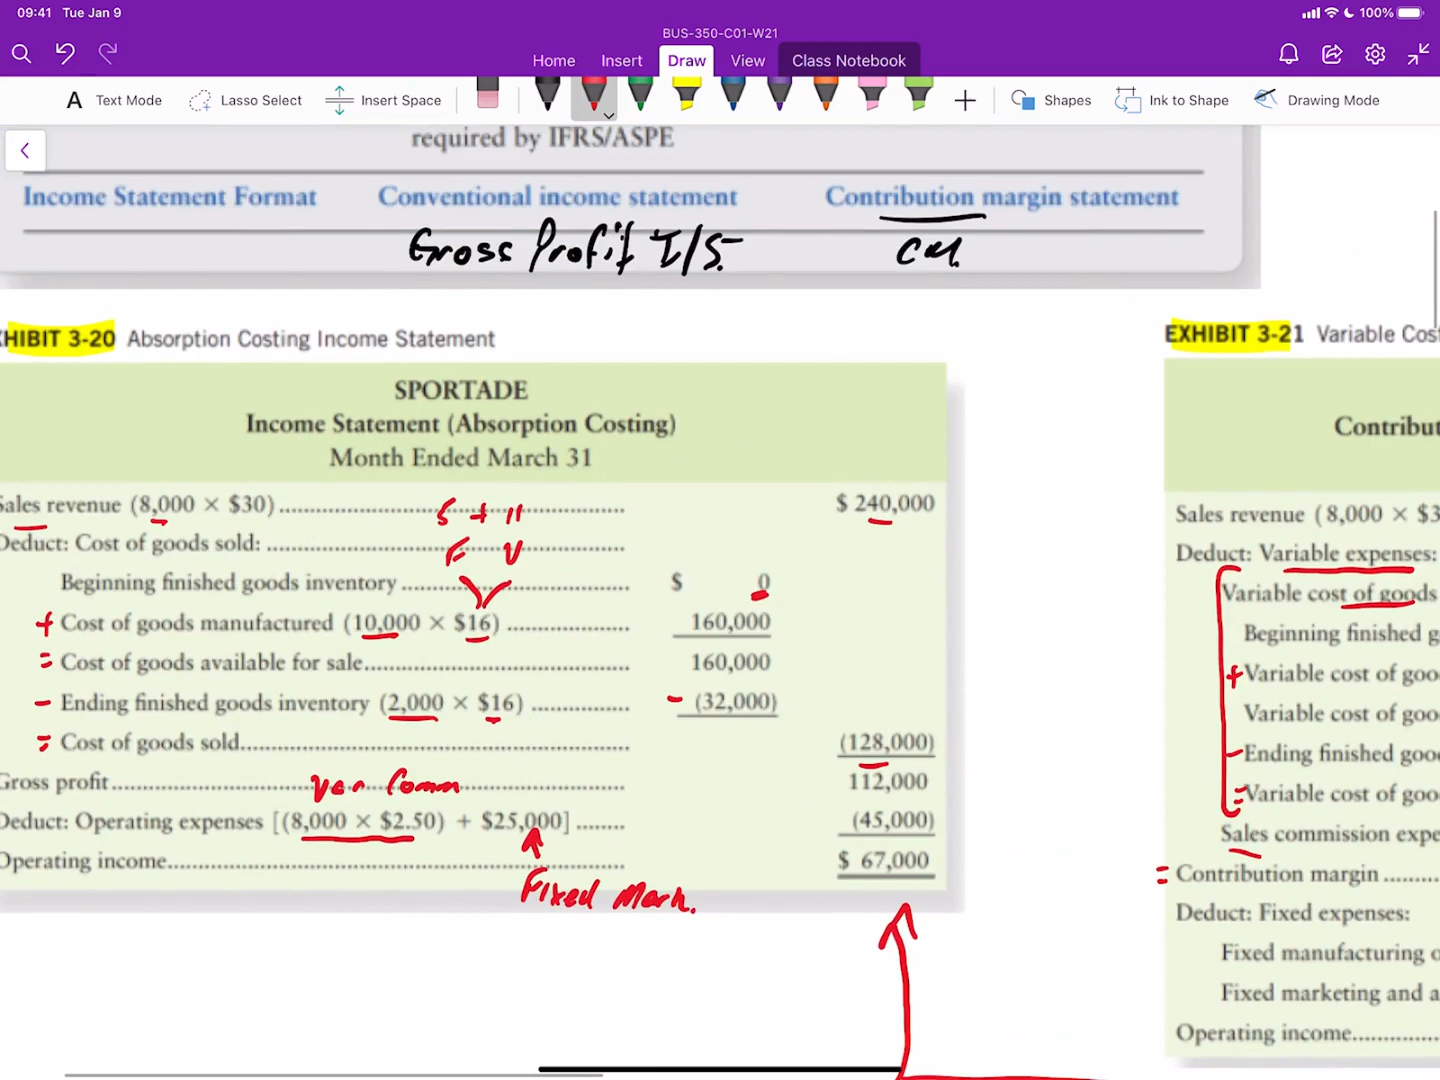 09:41 Tue Jan 9
100%
BUS-350-C01-W21
Home Insert Draw View Class Notebook
A Text Mode Lasso Select Insert Space Shapes Ink to Shape Drawing Mode
required by IFRS/ASPE
Income Statement Format Conventional income statement Contribution margin statement
Gross Profit I/S CM.
HIBIT 3-20 Absorption Costing Income Statement
SPORTADE
Income Statement (Absorption Costing)
Month Ended March 31
Sales revenue (8,000 × $30) $ 240,000
Deduct: Cost of goods sold:
F V
Beginning finished goods inventory $ 0
+ Cost of goods manufactured (10,000 × $16) 160,000
= Cost of goods available for sale 160,000
- Ending finished goods inventory (2,000 × $16) - (32,000)
= Cost of goods sold (128,000)
Gross profit 112,000
Var Comm
Deduct: Operating expenses [(8,000 × $2.50) + $25,000] (45,000)
Operating income $ 67,000
Fixed Mark.
EXHIBIT 3-21 Variable Cos
Contribut
Sales revenue (8,000 × $3
Deduct: Variable expenses:
Variable cost of goods
Beginning finished g
+ Variable cost of goo
Variable cost of goo
- Ending finished goo
= Variable cost of goo
Sales commission expe
= Contribution margin
Deduct: Fixed expenses:
Fixed manufacturing o
Fixed marketing and a
Operating income